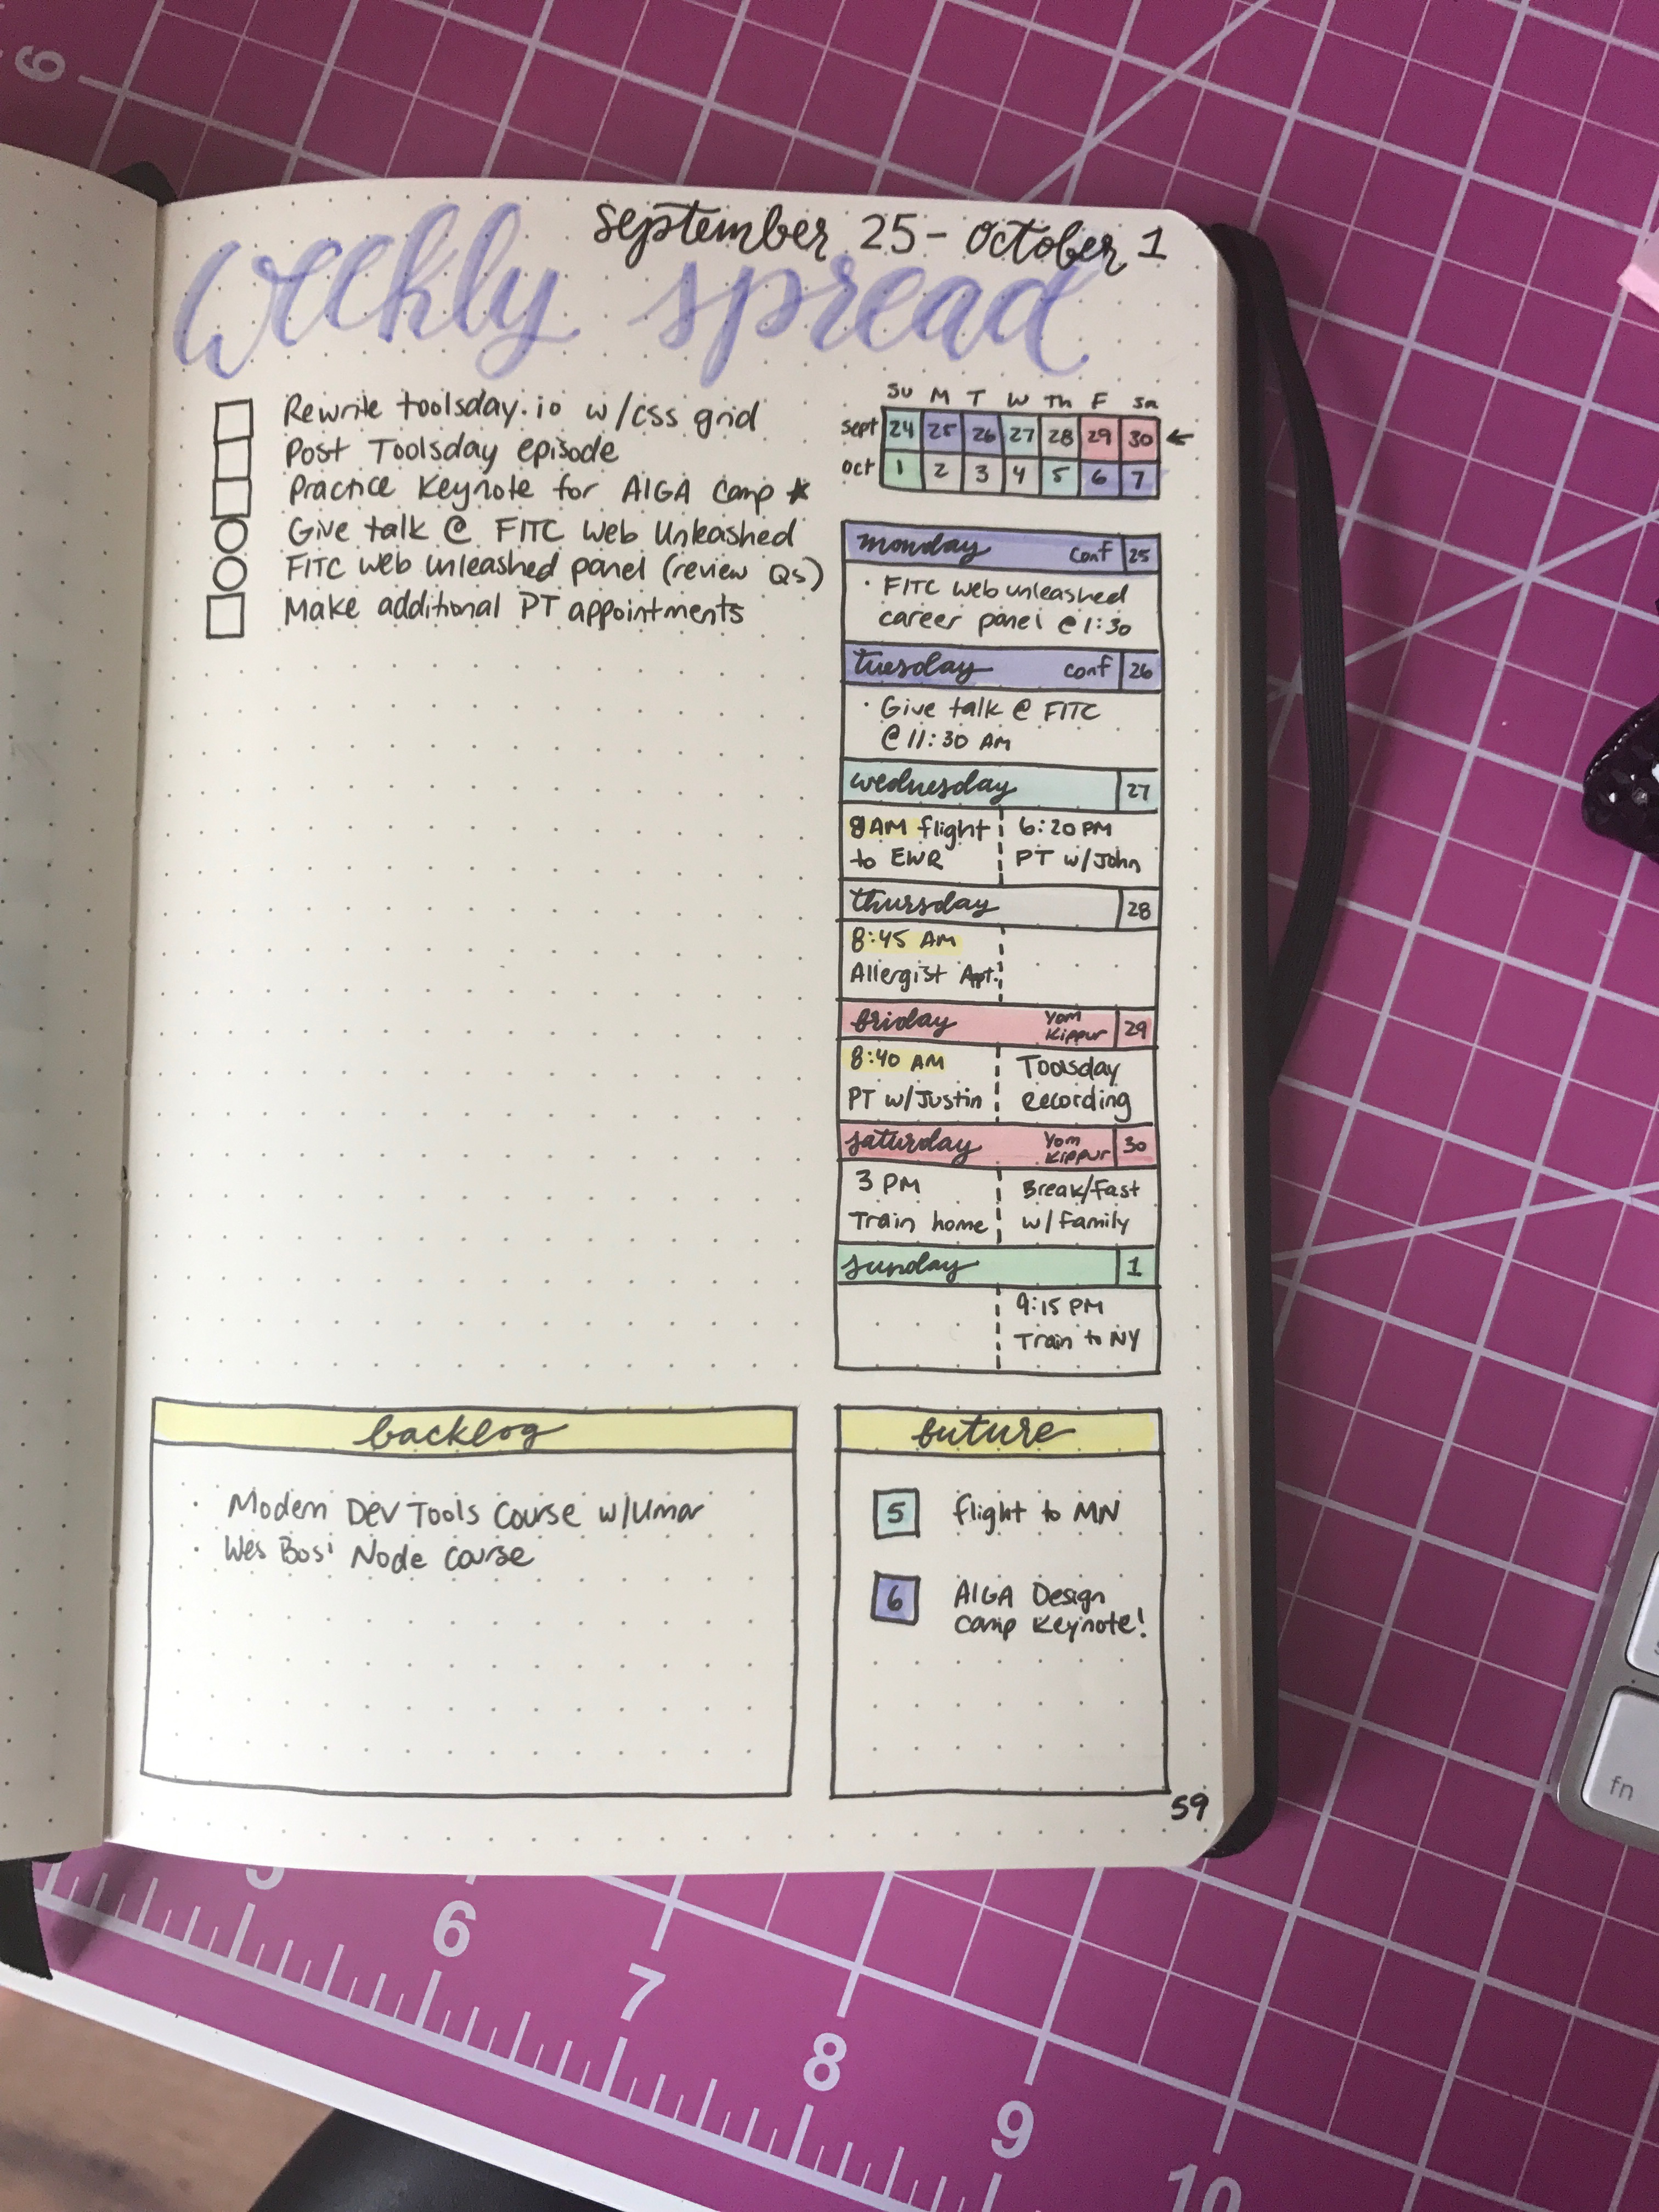 6
september 25 - october 1
weekly spread
Rewrite toolsday.io w/css grid
Post Toolsday episode
Practice Keynote for AIGA Camp
Give talk @ FITC Web Unleashed
FITC web unleashed panel (review Qs)
Make additional PT appointments
Su M T W Th F Sa
sept 24 25 26 27 28 29 30
oct 1 2 3 4 5 6 7
monday conf 25
· FITC web unleashed
career panel @ 1:30
tuesday conf 26
· Give talk @ FITC
@ 11:30 AM
wednesday 27
8AM flight
to EWR
6:20 PM
PT w/John
thursday 28
8:45 AM
Allergist Apt.
friday Yom Kippur 29
8:40 AM
PT w/Justin
Toolsday
Recording
saturday Yom Kippur 30
3 PM
Train home
Break/fast
w/ family
sunday 1
9:15 PM
Train to NY
backlog
· Modern Dev Tools Course w/Umar
· Wes Bos' Node Course
future
5 flight to MN
6 AIGA Design
camp keynote!
59
fn
5
6
7
8
9
10